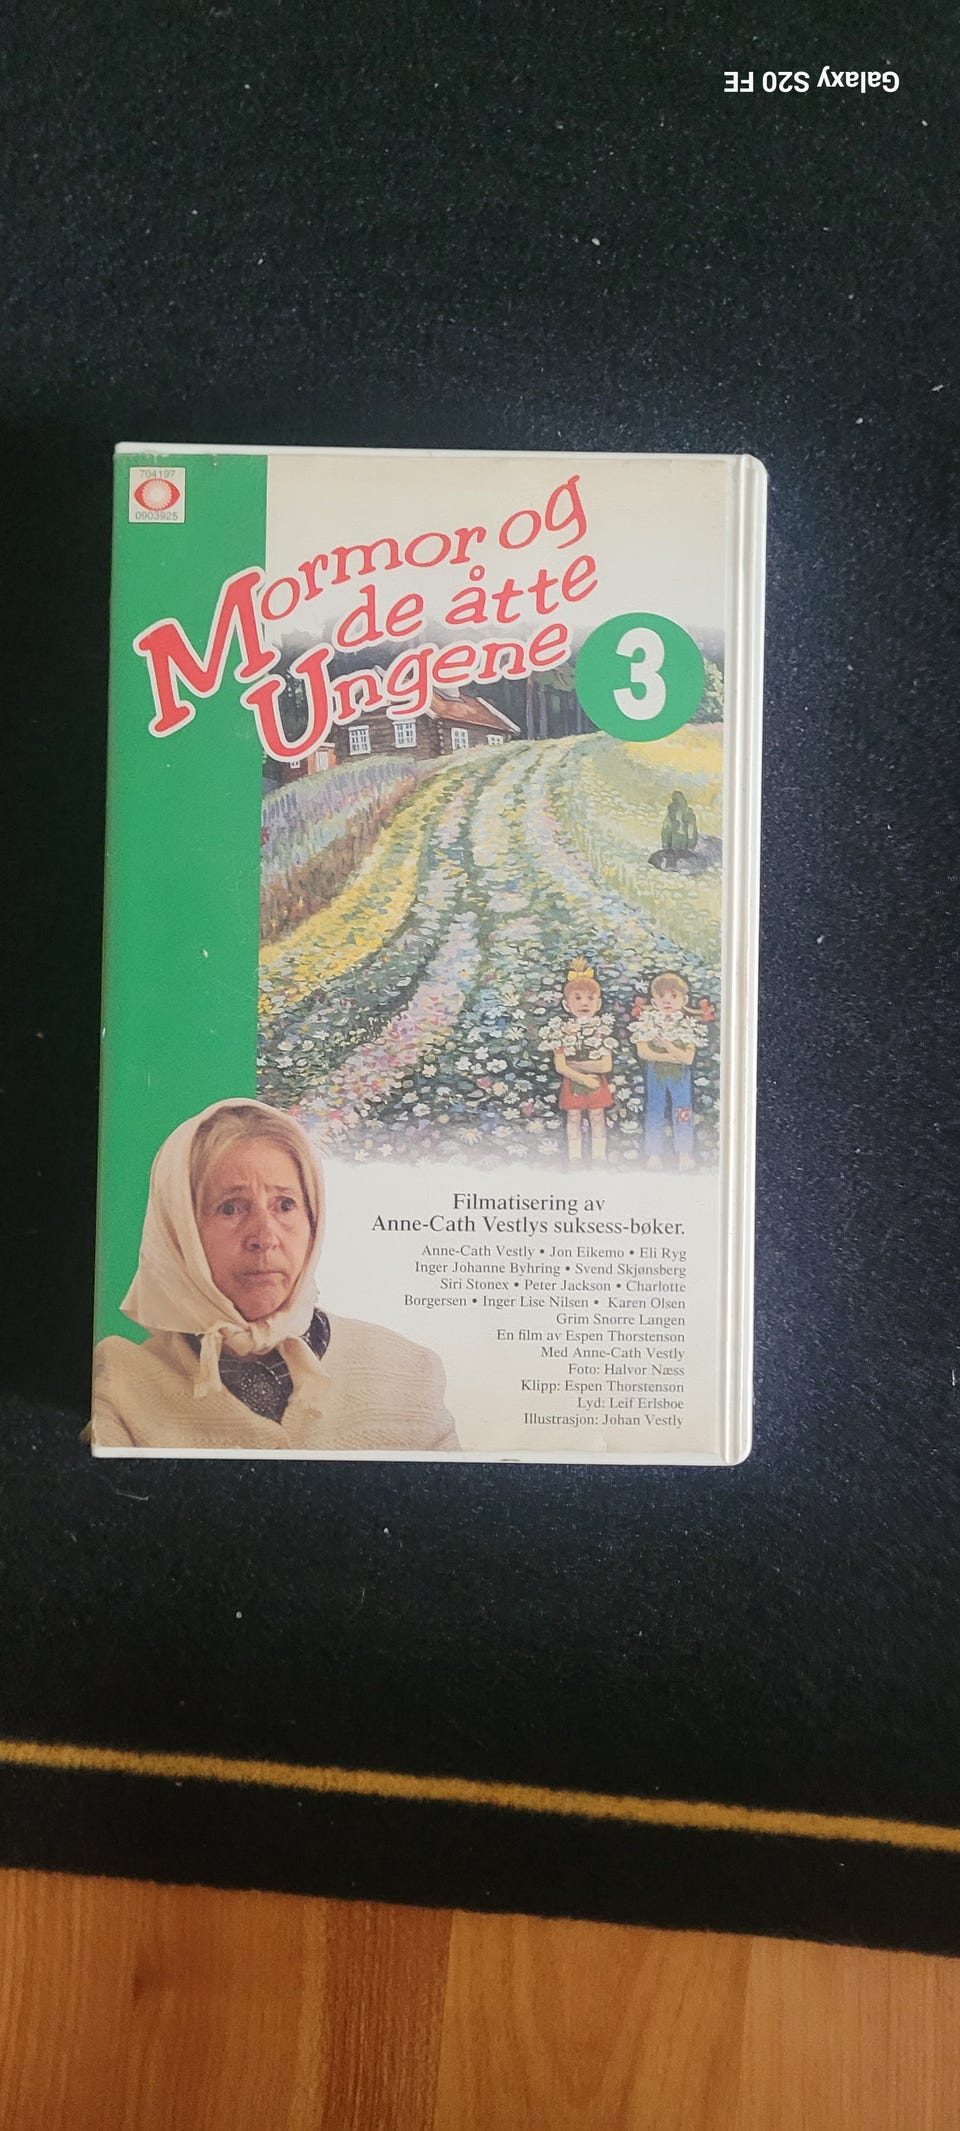 Galaxy S20 FE
704197
0903925
Mormor og
de åtte
Ungene
3
Filmatisering av
Anne-Cath Vestlys suksess-bøker.
Anne-Cath Vestly • Jon Eikemo • Eli Ryg
Inger Johanne Byhring • Svend Skjønsberg
Siri Stonex • Peter Jackson • Charlotte
Borgersen • Inger Lise Nilsen • Karen Olsen
Grim Snorre Langen
En film av Espen Thorstenson
Med Anne-Cath Vestly
Foto: Halvor Næss
Klipp: Espen Thorstenson
Lyd: Leif Erlsboe
Illustrasjon: Johan Vestly